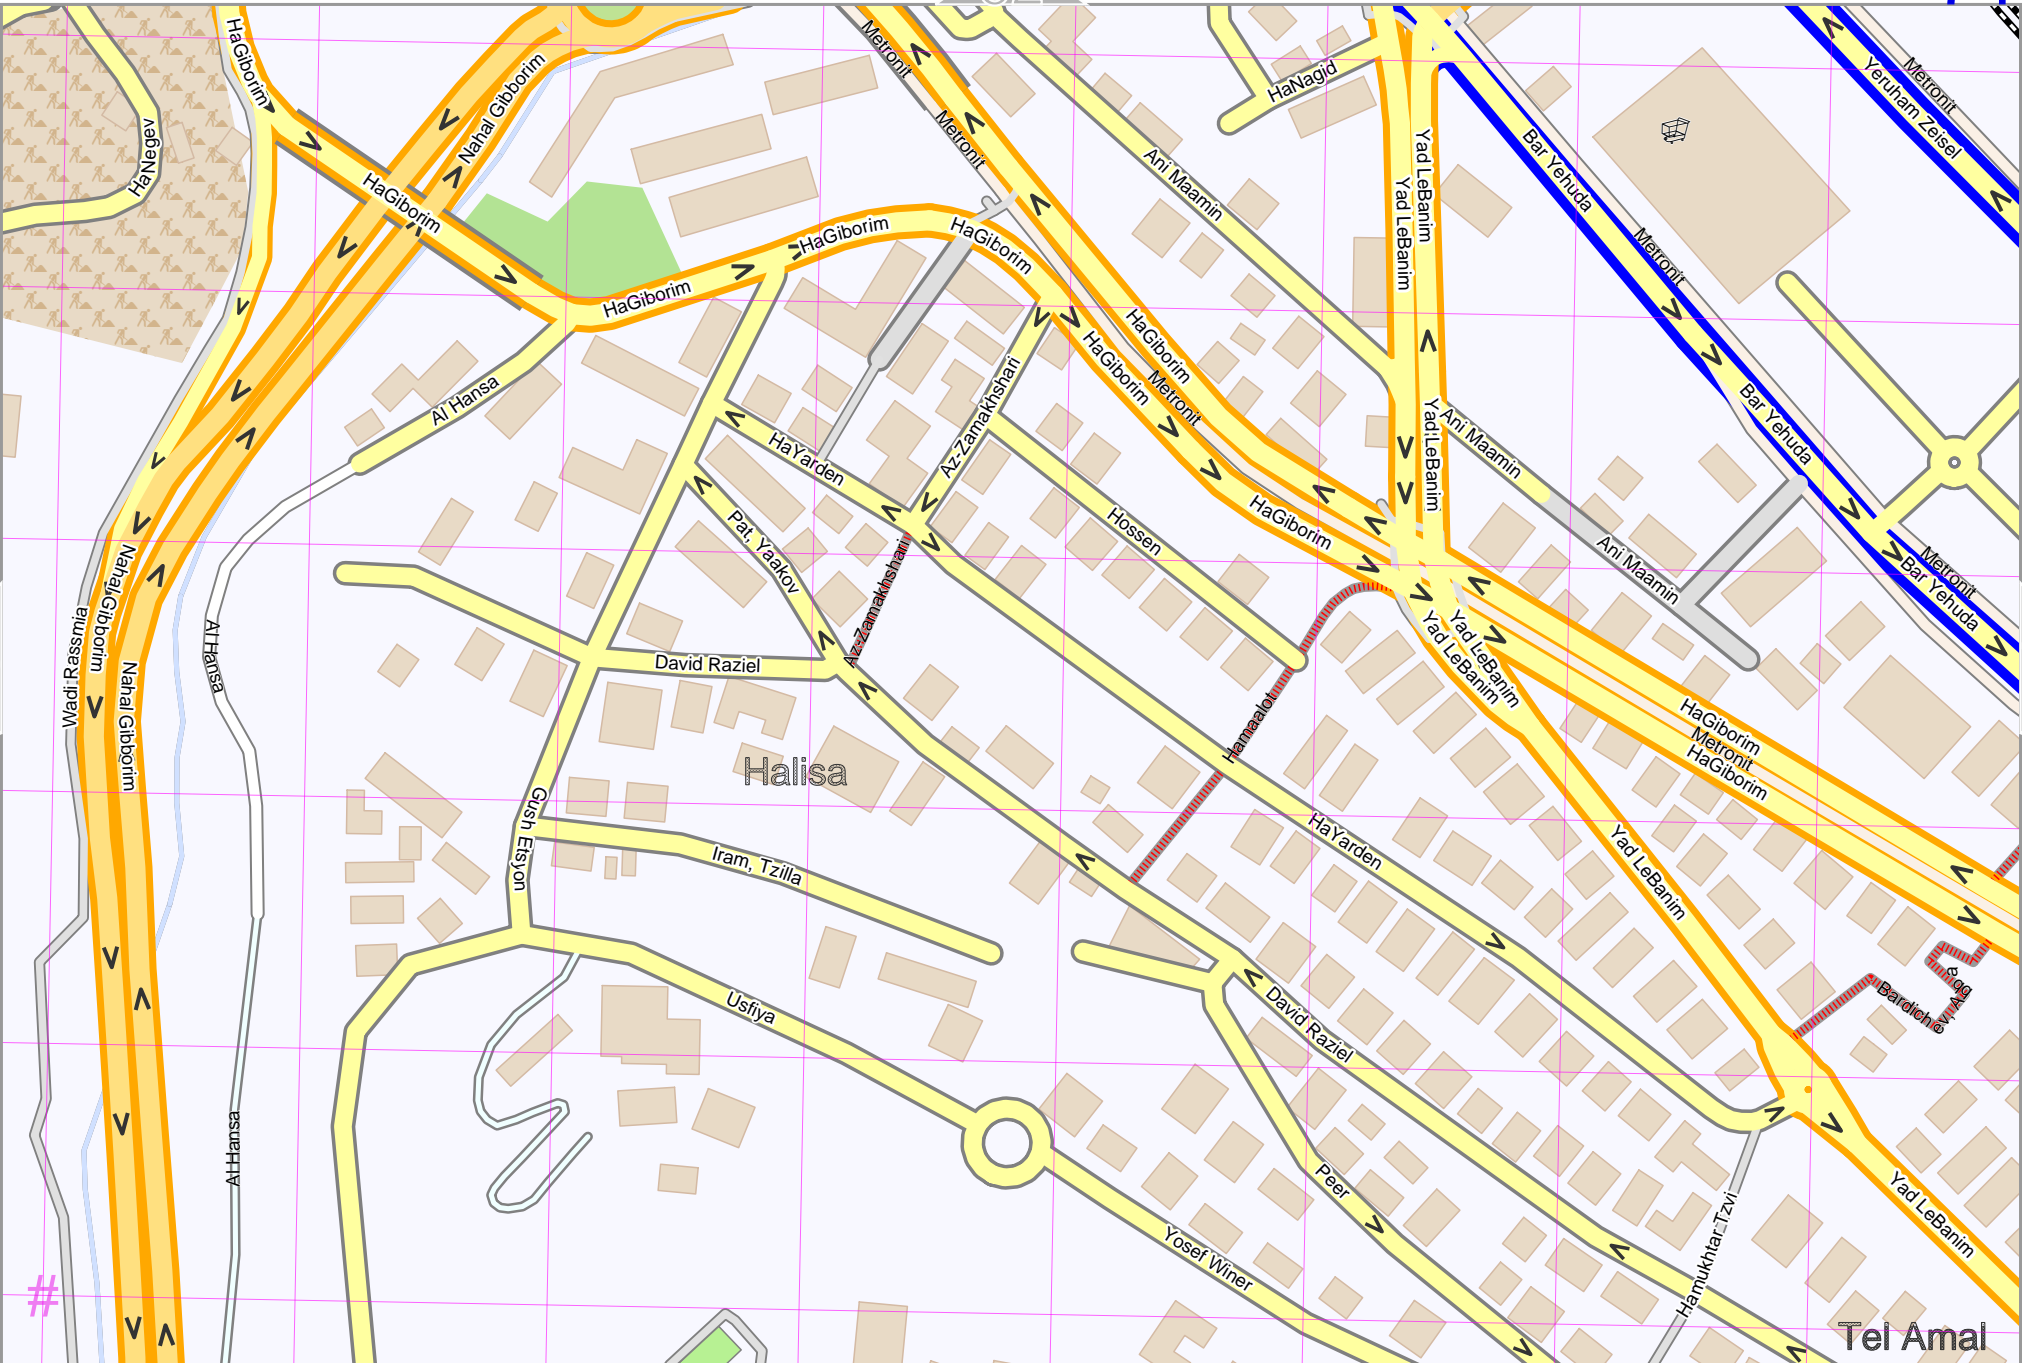 HaGiborim
Metronit
Metronit
Yeruham Zeisel
Nahal Gibborim
HaNagid
HaNegev
Metronit
Ani Maamin
Bar Yehuda
Yad LeBanim
Yad LeBanim
HaGiborim
HaGiborim
HaGiborim
Metronit
HaGiborim
HaGiborim
HaGiborim
Metronit
Al Hansa
Az-Zamakhshari
HaYarden
Yad LeBanim
Ani Maamin
Bar Yehuda
Pat, Yaakov
Hossen
HaGiborim
Ani Maamin
Metronit
Bar Yehuda
Nahal Gibborim
Wadi Rassmia
Al Hansa
Nahal Gibborim
Az-Zamakhshari
David Raziel
Yad LeBanim
Yad LeBanim
Hamaalot
HaGiborim
Metronit
HaGiborim
Halisa
Gush Etsyon
Iram, Tzilla
HaYarden
Yad LeBanim
Usfiya
David Raziel
Bardichev, Abba
Al Hansa
Peer
Yosef Winer
Hamukhtar Tzvi
Yad LeBanim
#
Tel Amal